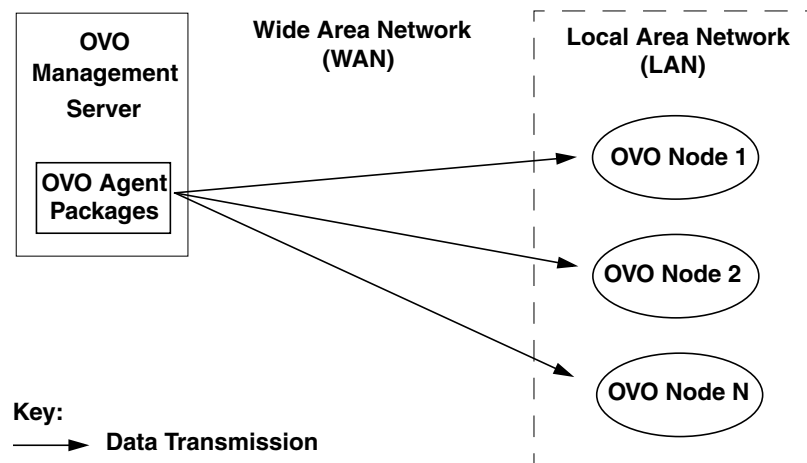 OVO
Management
Server
OVO Agent
Packages
Wide Area Network
(WAN)
Local Area Network
(LAN)
OVO Node 1
OVO Node 2
OVO Node N
Key:
Data Transmission